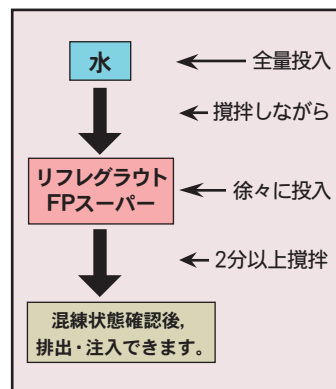 水
全量投入
撹拌しながら
リフレグラウト
FPスーパー
徐々に投入
2分以上撹拌
混練状態確認後,
排出・注入できます。